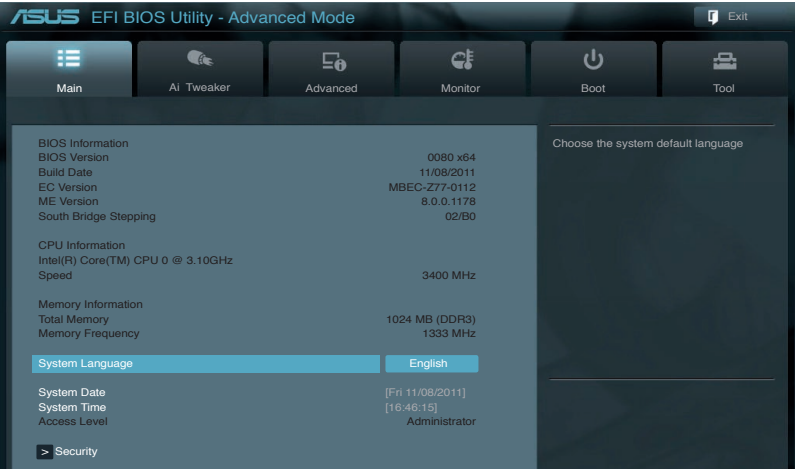 ASUS EFI BIOS Utility - Advanced Mode
Exit
Main Ai Tweaker Advanced Monitor Boot Tool
Choose the system default language
BIOS Information
BIOS Version 0080 x64
Build Date 11/08/2011
EC Version MBEC-Z77-0112
ME Version 8.0.0.1178
South Bridge Stepping 02/B0
CPU Information
Intel(R) Core(TM) CPU 0 @ 3.10GHz
Speed 3400 MHz
Memory Information
Total Memory 1024 MB (DDR3)
Memory Frequency 1333 MHz
System Language English
System Date [Fri 11/08/2011]
System Time [16:46:15]
Access Level Administrator
> Security